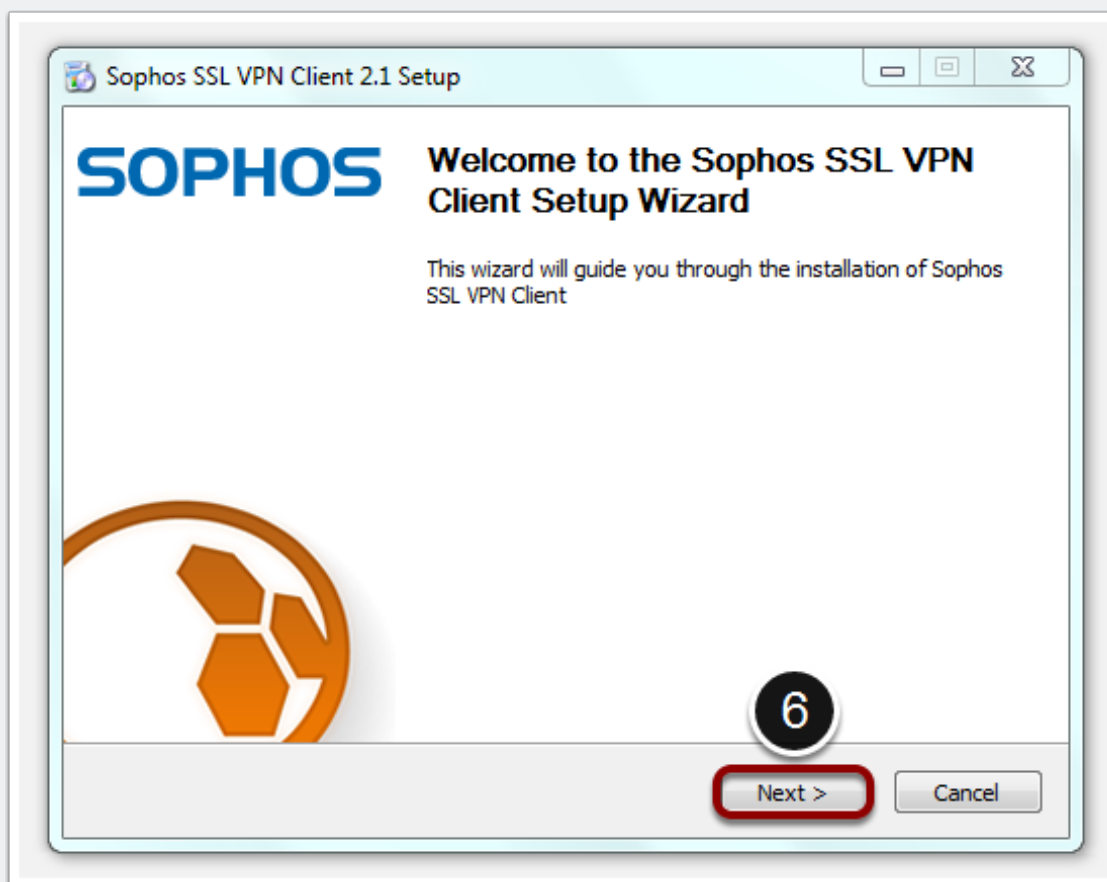 Sophos SSL VPN Client 2.1 Setup
SOPHOS
Welcome to the Sophos SSL VPN
Client Setup Wizard
This wizard will guide you through the installation of Sophos
SSL VPN Client
6
Next >
Cancel